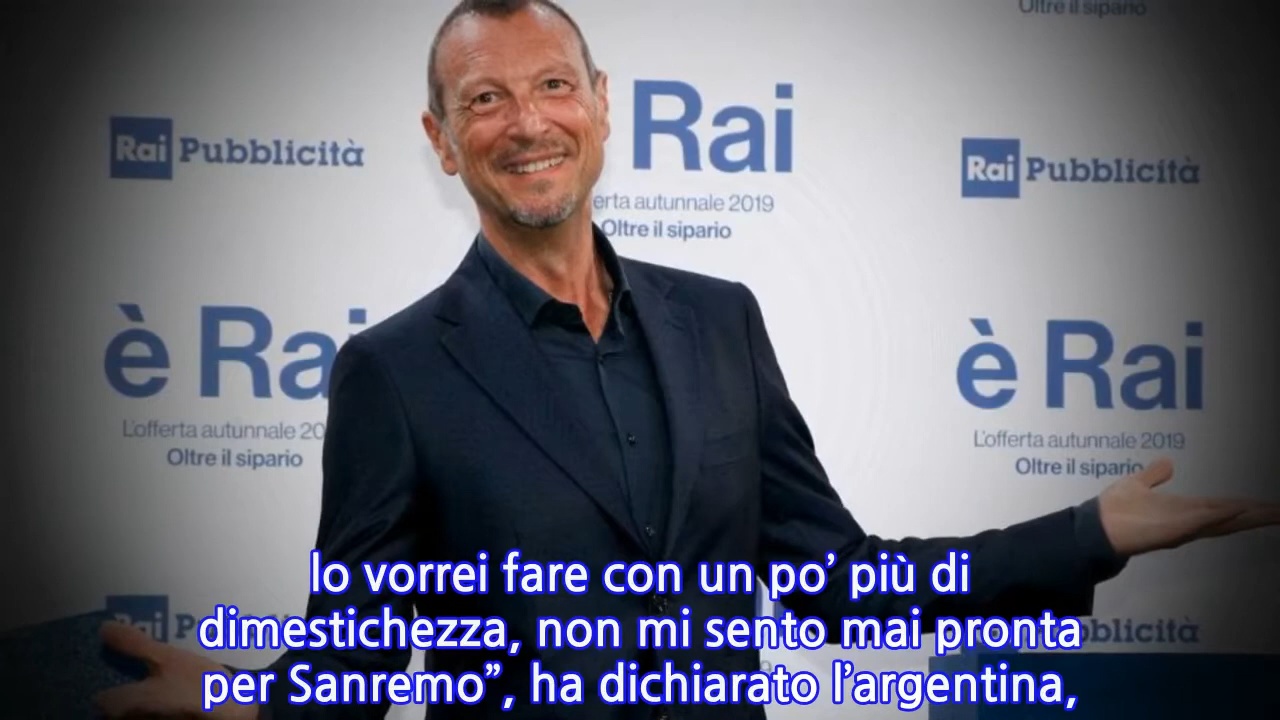 Oltre il sipario
Rai Pubblicità
Rai
erta autunnale 2019
Oltre il sipario
Rai Pubblicità
è Rai
L'offerta autunnale 20
Oltre il sipario
è Rai
L'offerta autunnale 2019
Oltre il sipario
lo vorrei fare con un po’ più di
dimestichezza, non mi sento mai pronta
per Sanremo”, ha dichiarato l’argentina,